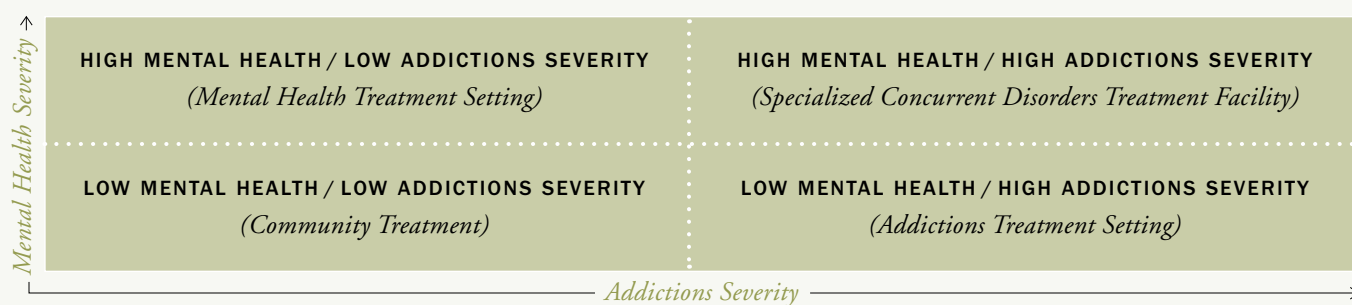 Mental Health Severity
HIGH MENTAL HEALTH / LOW ADDICTIONS SEVERITY
(Mental Health Treatment Setting)
HIGH MENTAL HEALTH / HIGH ADDICTIONS SEVERITY
(Specialized Concurrent Disorders Treatment Facility)
LOW MENTAL HEALTH / LOW ADDICTIONS SEVERITY
(Community Treatment)
LOW MENTAL HEALTH / HIGH ADDICTIONS SEVERITY
(Addictions Treatment Setting)
Addictions Severity